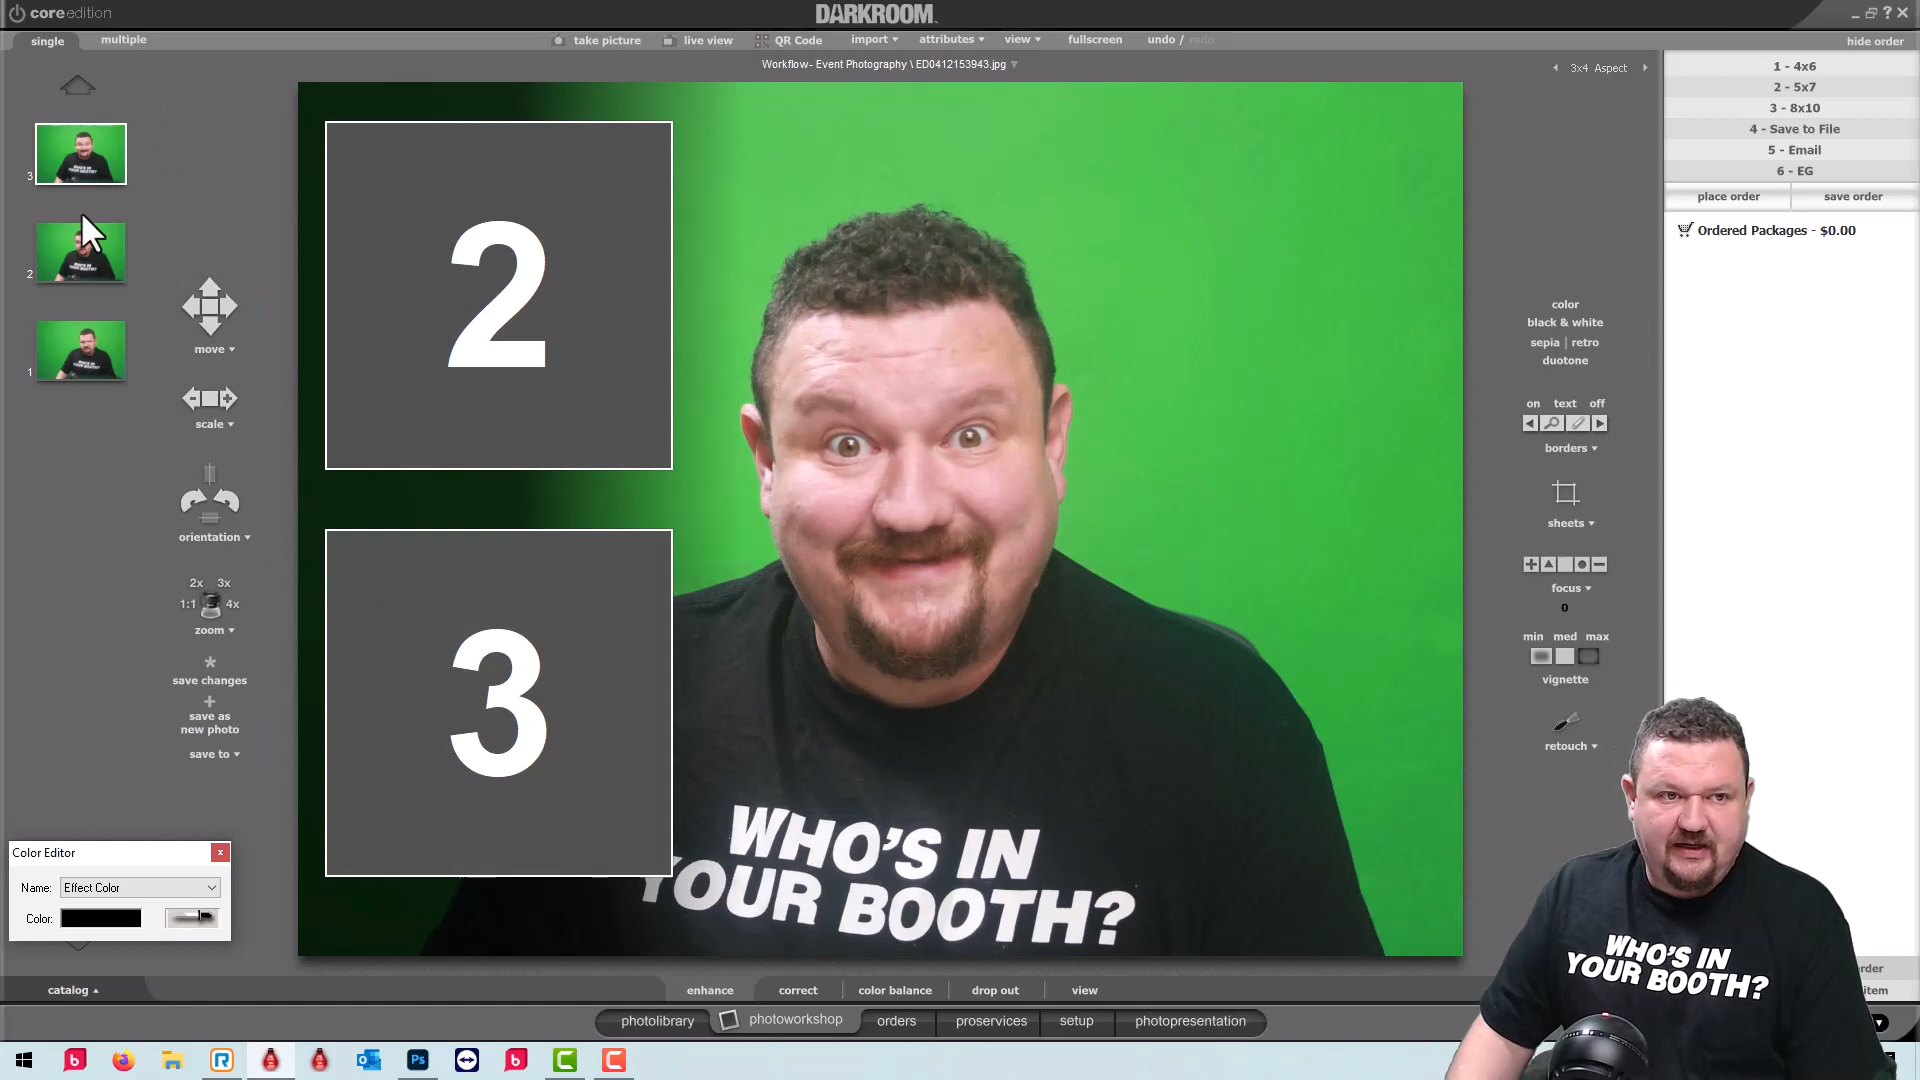 coreedition
DARKROOM
single
multiple
take picture
live view
QR Code
import
attributes
view
fullscreen
undo / redo
hide order
Workflow- Event Photography \ ED0412153943.jpg
3x4 Aspect
1 - 4x6
2 - 5x7
3 - 8x10
4 - Save to File
5 - Email
6 - EG
place order
save order
Ordered Packages - $0.00
3
2
1
move
scale
orientation
2x 3x
1:1 4x
zoom
save changes
save as
new photo
save to
2
3
WHO'S IN
YOUR BOOTH?
color
black & white
sepia | retro
duotone
on text off
borders
sheets
focus
0
min med max
vignette
retouch
Color Editor
Name: Effect Color
Color:
WHO'S IN
YOUR BOOTH?
catalog
enhance
correct
color balance
drop out
view
photolibrary
photoworkshop
orders
proservices
setup
photopresentation
b
R
Ps
b
C
C